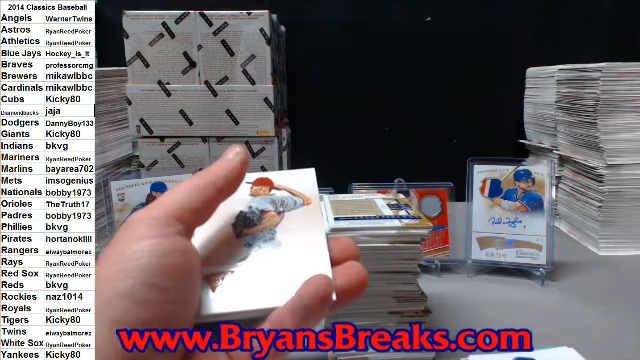 2014 Classics Baseball
Angels WarnerTwins
Astros RyanReedPoker
Athletics RyanReedPoker
Blue Jays Hockey_Is_It
Braves professorcmg
Brewers mikawlbbc
Cardinals mikawlbbc
Cubs Kicky80
Diamondbacks jaja
Dodgers DannyBoy133
Giants Kicky80
Indians bkvg
Mariners RyanReedPoker
Marlins bayarea702
Mets imsogenius
Nationals bobby1973
Orioles TheTruth17
Padres bobby1973
Phillies bkvg
Pirates hortanokilli
Rangers elwaybalmorez
Rays RyanReedPoker
Red Sox RyanReedPoker
Reds bkvg
Rockies naz1014
Royals RyanReedPoker
Tigers Kicky80
Twins elwaybalmorez
White Sox RyanReedPoker
Yankees Kicky80
www.BryansBreaks.com